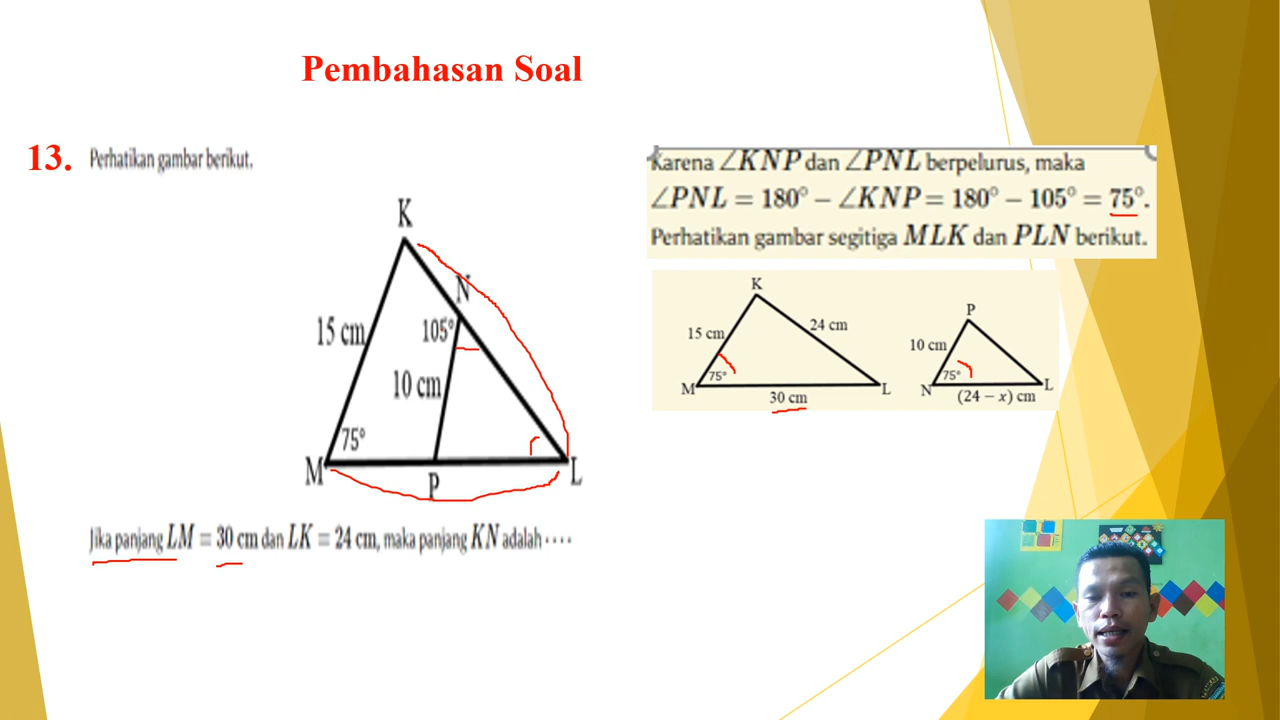 Pembahasan Soal
13. Perhatikan gambar berikut.
K
N
15 cm
105°
10 cm
75°
M
P
L
Jika panjang LM = 30 cm dan LK = 24 cm, maka panjang KN adalah ····
Karena ∠KNP dan ∠PNL berpelurus, maka
∠PNL = 180° − ∠KNP = 180° − 105° = 75°.
Perhatikan gambar segitiga MLK dan PLN berikut.
K
15 cm
24 cm
75°
M
L
30 cm
P
10 cm
75°
N
L
(24 − x) cm